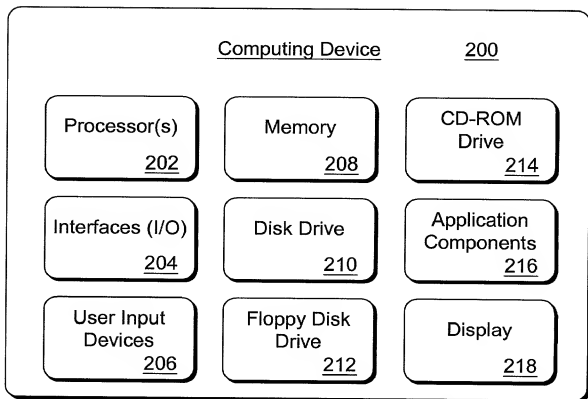 Computing Device 200
Processor(s)
202
Memory
208
CD-ROM
Drive
214
Interfaces (I/O)
204
Disk Drive
210
Application
Components
216
User Input
Devices
206
Floppy Disk
Drive
212
Display
218